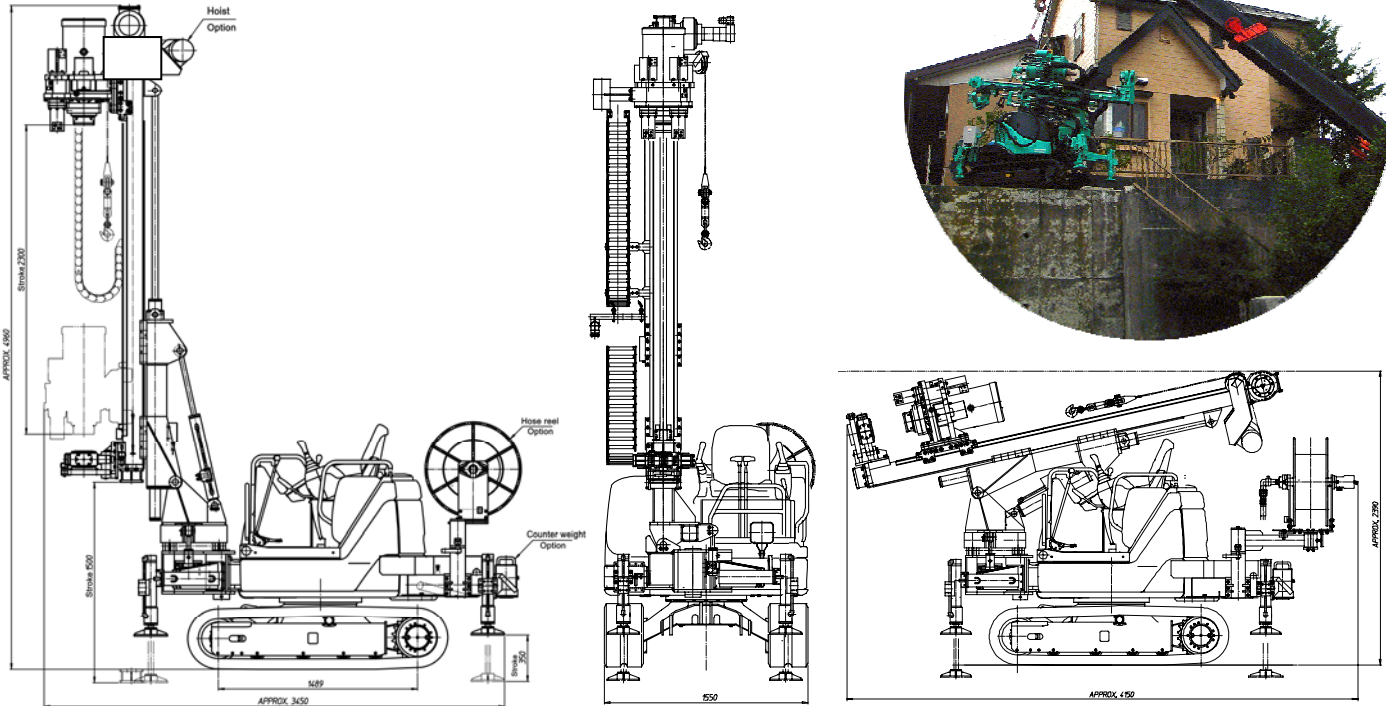 Hoist
Option
Stroke 2300
APPROX. 4960
Hose reel
Option
Counter weight
Option
Stroke 1500
Stroke
350
1489
APPROX. 3450
1550
APPROX. 2390
APPROX. 4150